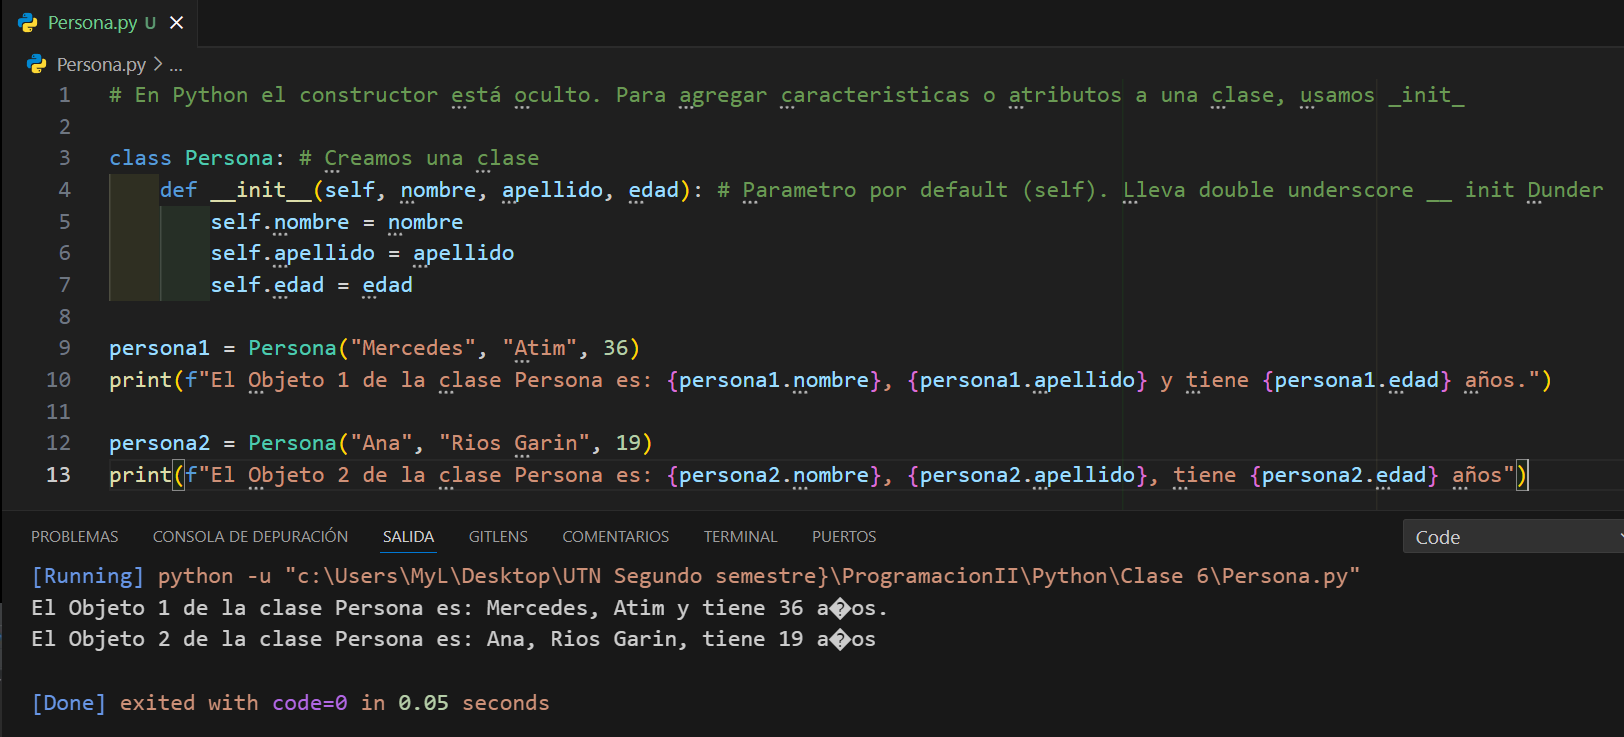 Persona.py U ×
Persona.py > ...
1 # En Python el constructor está oculto. Para agregar caracteristicas o atributos a una clase, usamos _init_
2
3 class Persona: # Creamos una clase
4     def __init__(self, nombre, apellido, edad): # Parametro por default (self). Lleva double underscore __ init Dunder
5         self.nombre = nombre
6         self.apellido = apellido
7         self.edad = edad
8
9 persona1 = Persona("Mercedes", "Atim", 36)
10 print(f"El Objeto 1 de la clase Persona es: {persona1.nombre}, {persona1.apellido} y tiene {persona1.edad} años.")
11
12 persona2 = Persona("Ana", "Rios Garin", 19)
13 print(f"El Objeto 2 de la clase Persona es: {persona2.nombre}, {persona2.apellido}, tiene {persona2.edad} años")
PROBLEMAS CONSOLA DE DEPURACIÓN SALIDA GITLENS COMENTARIOS TERMINAL PUERTOS Code
[Running] python -u "c:\Users\MyL\Desktop\UTN Segundo semestre}\ProgramacionII\Python\Clase 6\Persona.py"
El Objeto 1 de la clase Persona es: Mercedes, Atim y tiene 36 a�os.
El Objeto 2 de la clase Persona es: Ana, Rios Garin, tiene 19 a�os
[Done] exited with code=0 in 0.05 seconds